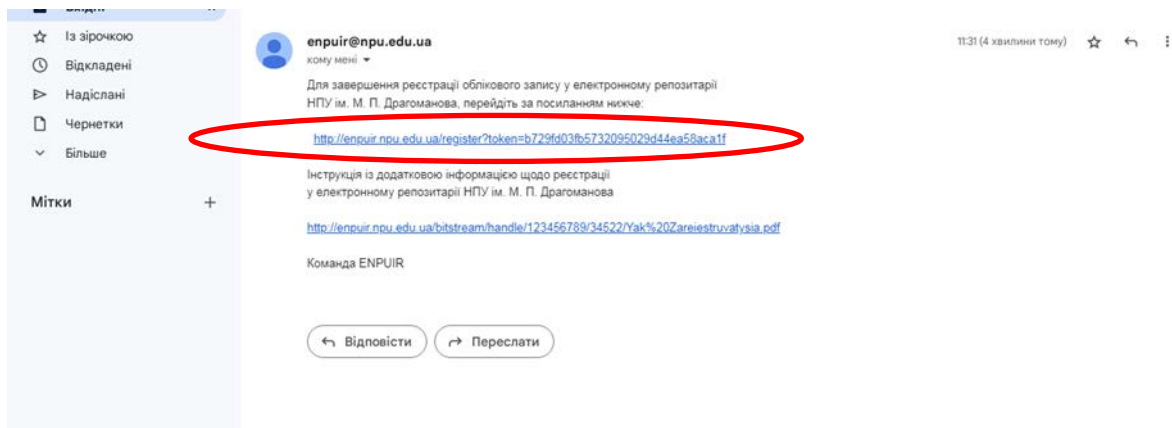 Із зірочкою
Відкладені
Надіслані
Чернетки
Більше
Мітки
+
enpuir@npu.edu.ua
11:31 (4 хвилини тому)
кому мені
Для завершення реєстрації облікового запису у електронному репозитарії
НПУ ім. М. П. Драгоманова, перейдіть за посиланням нижче:
http://enpuir.npu.edu.ua/register?token=b729fd03fb5732095029d44ea58aca1f
Інструкція із додатковою інформацією щодо реєстрації
у електронному репозитарії НПУ ім. М. П. Драгоманова
http://enpuir.npu.edu.ua/bitstream/handle/123456789/34522/Yak%20Zareiestruvatysia.pdf
Команда ENPUIR
Відповісти
Переслати